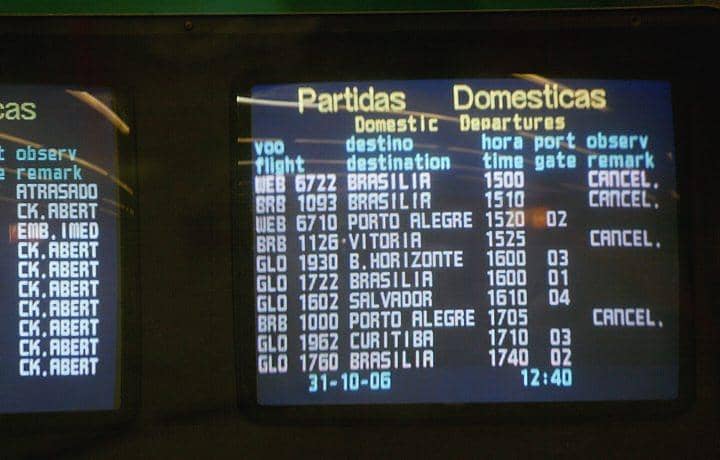 cas
t observ
e remark
ATRASADO
CK.ABERT
EMB.IMED
CK.ABERT
CK.ABERT
CK.ABERT
CK.ABERT
CK.ABERT
CK.ABERT
CK.ABERT
Partidas Domesticas
Domestic Departures
voo destino hora port observ
flight destination time gate remark
WEB 6722 BRASILIA 1500 CANCEL.
BRB 1093 BRASILIA 1510 CANCEL.
WEB 6710 PORTO ALEGRE 1520 02
BRB 1126 VITORIA 1525 CANCEL.
GLO 1930 B.HORIZONTE 1600 03
GLO 1722 BRASILIA 1600 01
GLO 1602 SALVADOR 1610 04
BRB 1000 PORTO ALEGRE 1705 CANCEL.
GLO 1962 CURITIBA 1710 03
GLO 1760 BRASILIA 1740 02
31-10-06 12:40